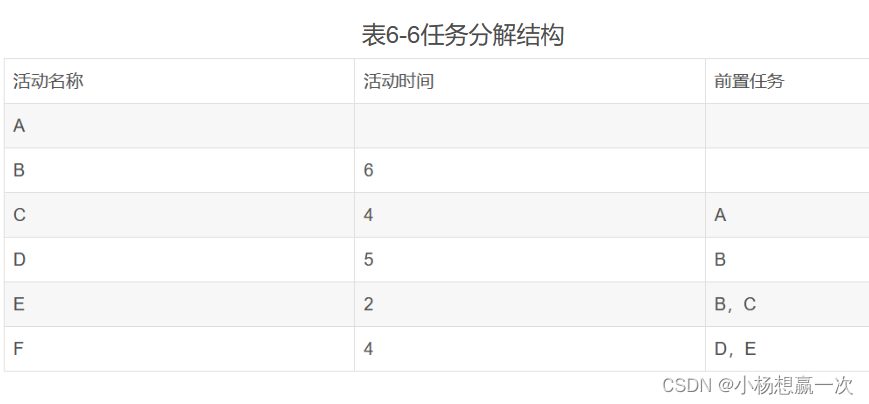 表6-6任务分解结构
活动名称 活动时间 前置任务
A
B 6
C 4 A
D 5 B
E 2 B，C
F 4 D，E
CSDN @小杨想赢一次